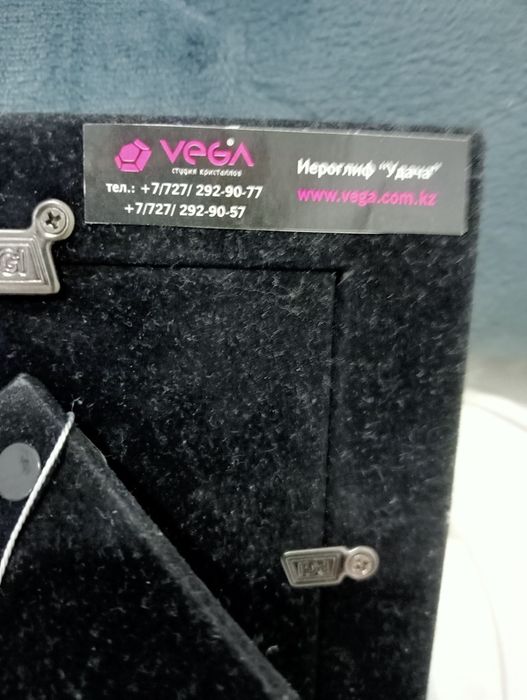 VEGA
студия кристаллов
тел.: +7/727/ 292-90-77
+7/727/ 292-90-57
Иероглиф "Удача"
www.vega.com.kz